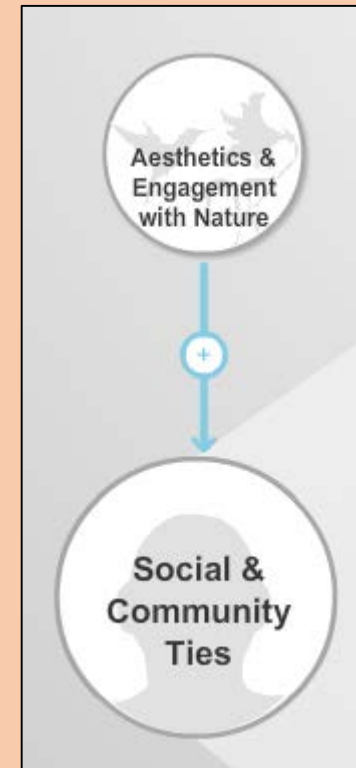 Aesthetics &
Engagement
with Nature
+
Social &
Community
Ties